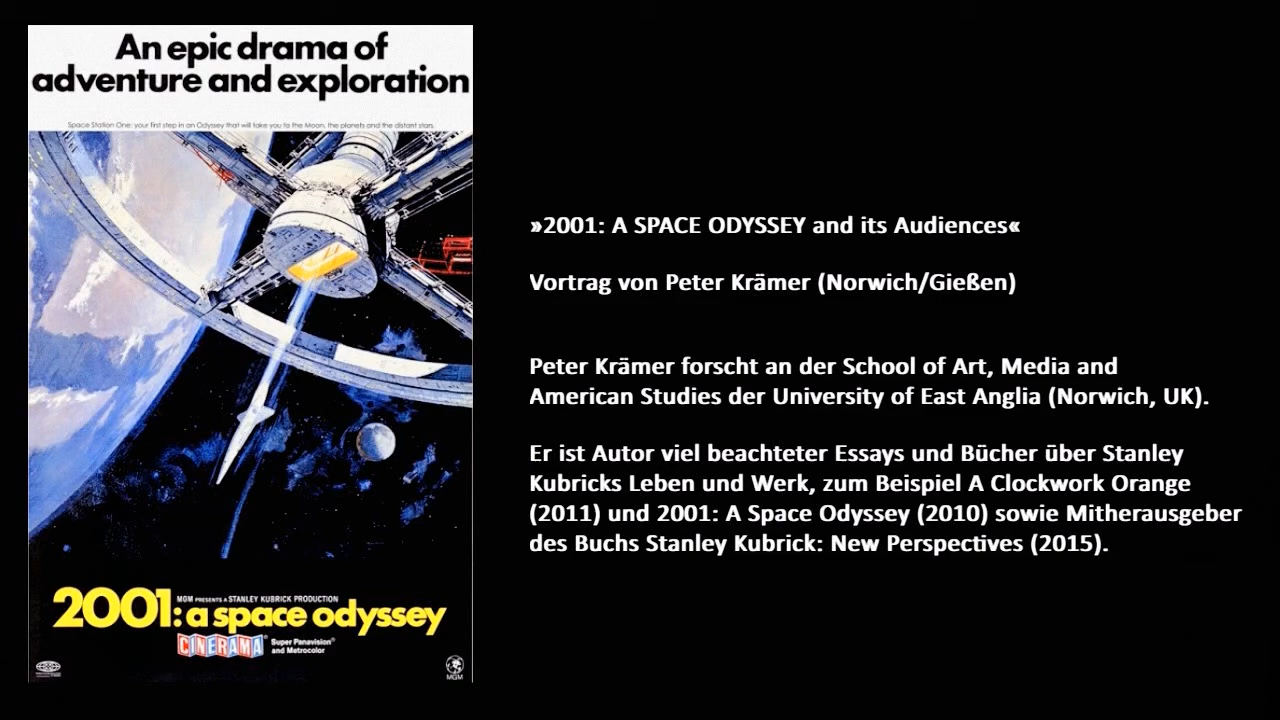 An epic drama of
adventure and exploration
Space Station One: your first step in an Odyssey that will take you to the Moon, the planets and the distant stars.
2001: a space odyssey
MGM PRESENTS A STANLEY KUBRICK PRODUCTION
CINERAMA® Super Panavision®
and Metrocolor
MGM
»2001: A SPACE ODYSSEY and its Audiences«
Vortrag von Peter Krämer (Norwich/Gießen)
Peter Krämer forscht an der School of Art, Media and
American Studies der University of East Anglia (Norwich, UK).
Er ist Autor viel beachteter Essays und Bücher über Stanley
Kubricks Leben und Werk, zum Beispiel A Clockwork Orange
(2011) und 2001: A Space Odyssey (2010) sowie Mitherausgeber
des Buchs Stanley Kubrick: New Perspectives (2015).